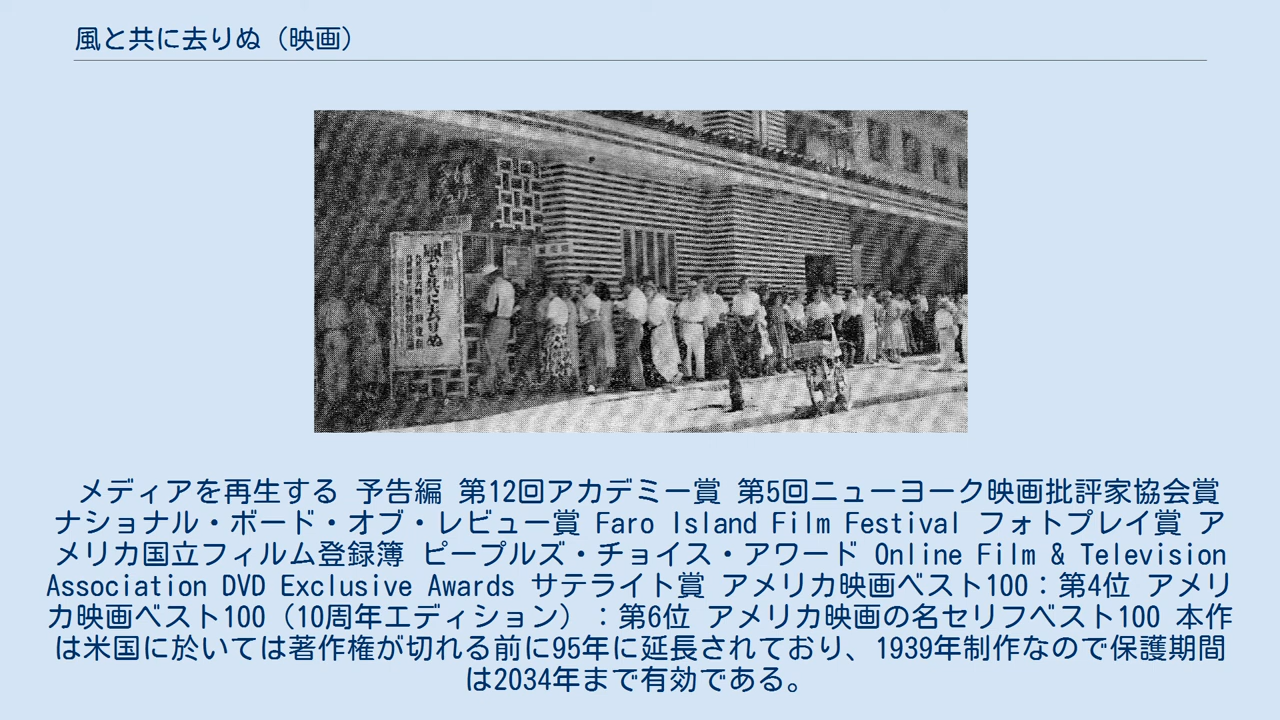 風と共に去りぬ（映画）
風と共に去りぬ
メディアを再生する 予告編 第12回アカデミー賞 第5回ニューヨーク映画批評家協会賞
ナショナル・ボード・オブ・レビュー賞 Faro Island Film Festival フォトプレイ賞 ア
メリカ国立フィルム登録簿 ピープルズ・チョイス・アワード Online Film & Television
Association DVD Exclusive Awards サテライト賞 アメリカ映画ベスト100：第4位 アメリ
カ映画ベスト100（10周年エディション）：第6位 アメリカ映画の名セリフベスト100 本作
は米国に於いては著作権が切れる前に95年に延長されており、1939年制作なので保護期間
は2034年まで有効である。